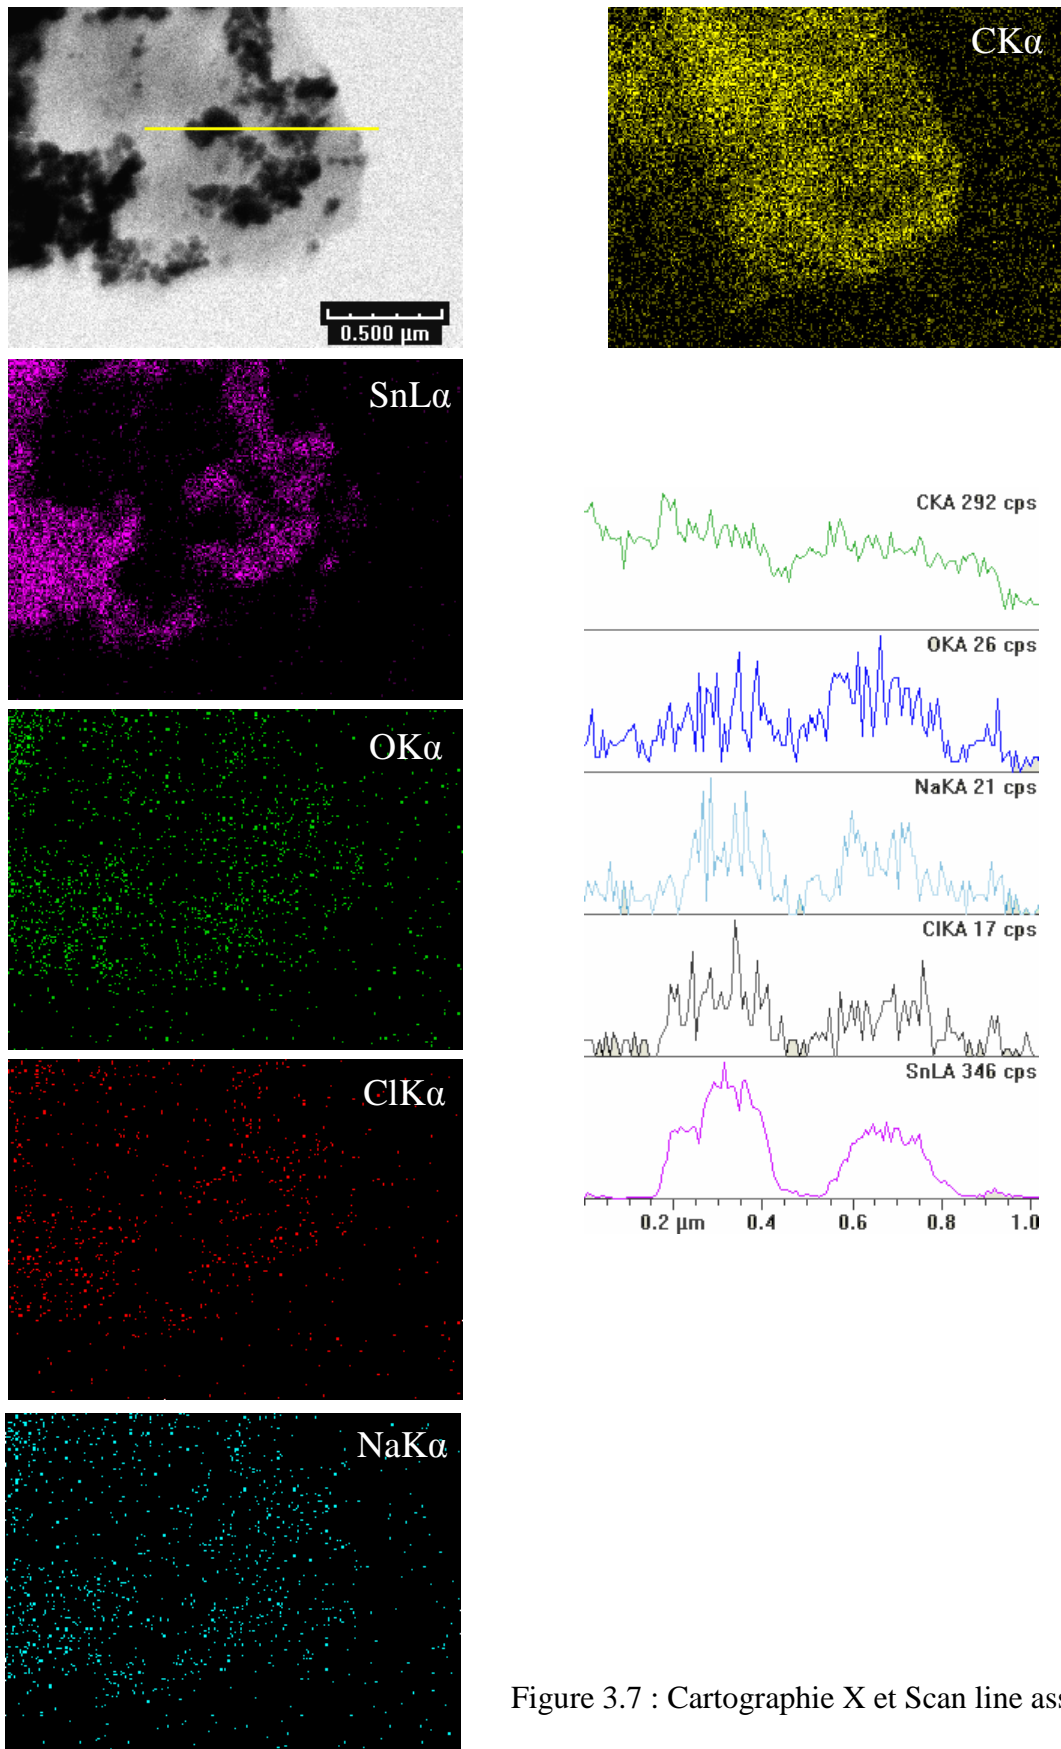 CKα
0.500 µm
SnLα
CKA 292 cps
OKA 26 cps
OKα
NaKA 21 cps
ClKA 17 cps
ClKα
SnLA 346 cps
0.2 µm 0.4 0.6 0.8 1.0
NaKα
Figure 3.7 : Cartographie X et Scan line